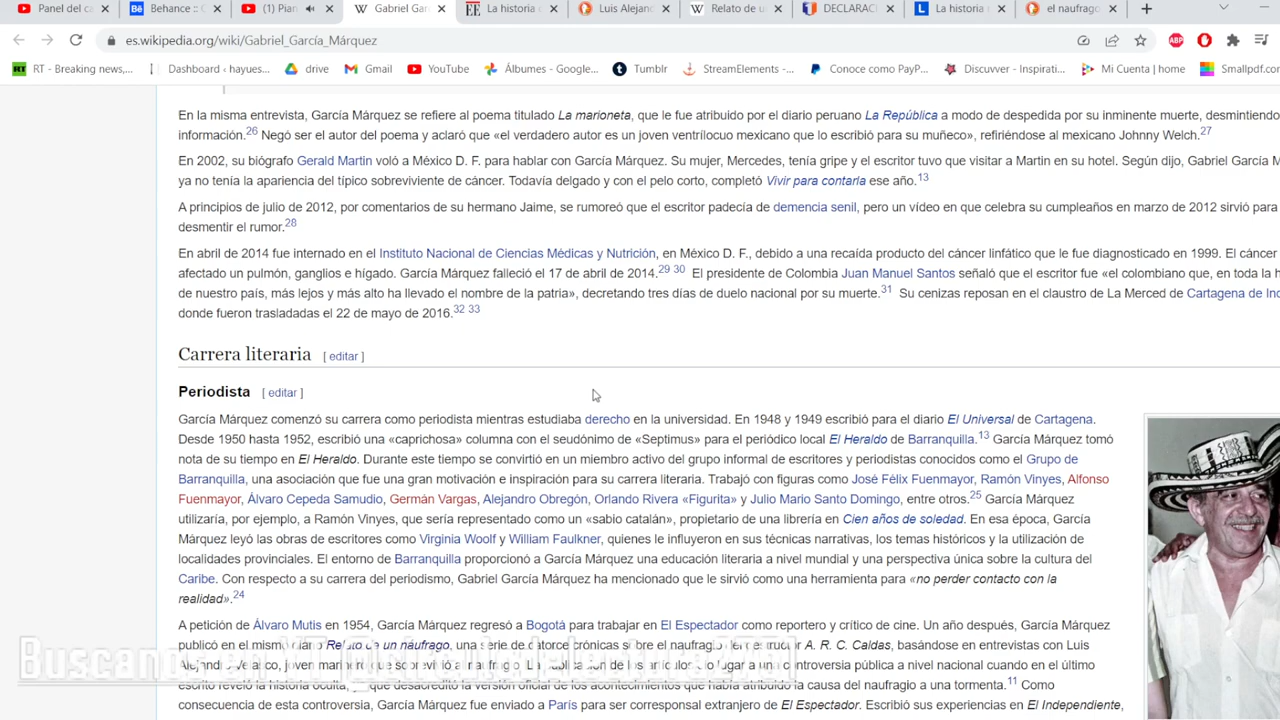 Panel del ca
Behance ::
(1) Pian
Gabriel Gar
La historia c
Luis Alejand
Relato de u
DECLARACI
La historia
el naufrago
es.wikipedia.org/wiki/Gabriel_García_Márquez
RT - Breaking news,...
Dashboard ‹ hayues...
drive
Gmail
YouTube
Álbumes - Google...
Tumblr
StreamElements -...
Conoce como PayP...
Discuvver - Inspirati...
Mi Cuenta | home
Smallpdf.com
En la misma entrevista, García Márquez se refiere al poema titulado La marioneta, que le fue atribuido por el diario peruano La República a modo de despedida por su inminente muerte, desmintiendo
información.26 Negó ser el autor del poema y aclaró que «el verdadero autor es un joven ventrílocuo mexicano que lo escribió para su muñeco», refiriéndose al mexicano Johnny Welch.27
En 2002, su biógrafo Gerald Martin voló a México D. F. para hablar con García Márquez. Su mujer, Mercedes, tenía gripe y el escritor tuvo que visitar a Martin en su hotel. Según dijo, Gabriel García M
ya no tenía la apariencia del típico sobreviviente de cáncer. Todavía delgado y con el pelo corto, completó Vivir para contarla ese año.13
A principios de julio de 2012, por comentarios de su hermano Jaime, se rumoreó que el escritor padecía de demencia senil, pero un vídeo en que celebra su cumpleaños en marzo de 2012 sirvió para
desmentir el rumor.28
En abril de 2014 fue internado en el Instituto Nacional de Ciencias Médicas y Nutrición, en México D. F., debido a una recaída producto del cáncer linfático que le fue diagnosticado en 1999. El cáncer
afectado un pulmón, ganglios e hígado. García Márquez falleció el 17 de abril de 2014.29 30 El presidente de Colombia Juan Manuel Santos señaló que el escritor fue «el colombiano que, en toda la h
de nuestro país, más lejos y más alto ha llevado el nombre de la patria», decretando tres días de duelo nacional por su muerte.31 Su cenizas reposan en el claustro de La Merced de Cartagena de Ind
donde fueron trasladadas el 22 de mayo de 2016.32 33
Carrera literaria [ editar ]
Periodista [ editar ]
García Márquez comenzó su carrera como periodista mientras estudiaba derecho en la universidad. En 1948 y 1949 escribió para el diario El Universal de Cartagena.
Desde 1950 hasta 1952, escribió una «caprichosa» columna con el seudónimo de «Septimus» para el periódico local El Heraldo de Barranquilla.13 García Márquez tomó
nota de su tiempo en El Heraldo. Durante este tiempo se convirtió en un miembro activo del grupo informal de escritores y periodistas conocidos como el Grupo de
Barranquilla, una asociación que fue una gran motivación e inspiración para su carrera literaria. Trabajó con figuras como José Félix Fuenmayor, Ramón Vinyes, Alfonso
Fuenmayor, Álvaro Cepeda Samudio, Germán Vargas, Alejandro Obregón, Orlando Rivera «Figurita» y Julio Mario Santo Domingo, entre otros.25 García Márquez
utilizaría, por ejemplo, a Ramón Vinyes, que sería representado como un «sabio catalán», propietario de una librería en Cien años de soledad. En esa época, García
Márquez leyó las obras de escritores como Virginia Woolf y William Faulkner, quienes le influyeron en sus técnicas narrativas, los temas históricos y la utilización de
localidades provinciales. El entorno de Barranquilla proporcionó a García Márquez una educación literaria a nivel mundial y una perspectiva única sobre la cultura del
Caribe. Con respecto a su carrera del periodismo, Gabriel García Márquez ha mencionado que le sirvió como una herramienta para «no perder contacto con la
realidad».24
A petición de Álvaro Mutis en 1954, García Márquez regresó a Bogotá para trabajar en El Espectador como reportero y crítico de cine. Un año después, García Márquez
publicó en el mismo diario Relato de un náufrago, una serie de catorce crónicas sobre el naufragio del destructor A. R. C. Caldas, basándose en entrevistas con Luis
Alejandro Velasco, joven marinero que sobrevivió al naufragio. La publicación de los artículos dio lugar a una controversia pública a nivel nacional cuando en el último
escrito reveló la historia oculta, ya que desacreditó la versión oficial de los acontecimientos que había atribuido la causa del naufragio a una tormenta.11 Como
consecuencia de esta controversia, García Márquez fue enviado a París para ser corresponsal extranjero de El Espectador. Escribió sus experiencias en El Independiente,